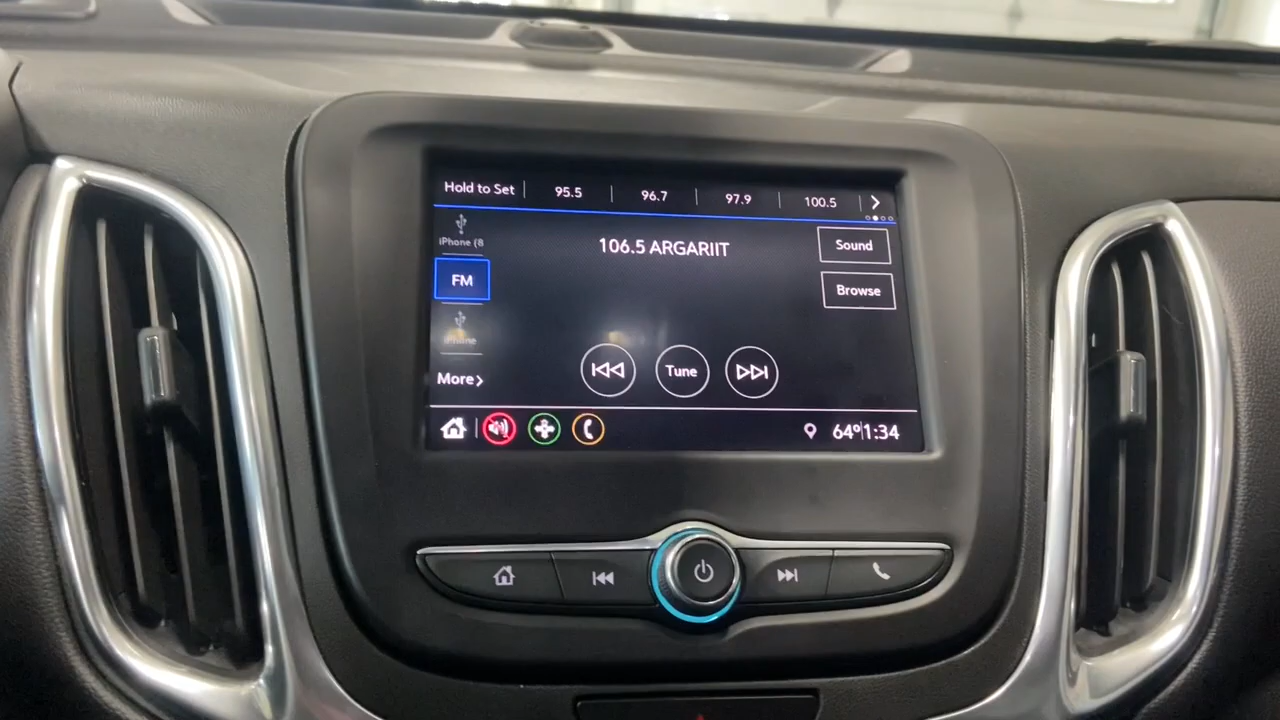 Hold to Set 95.5 96.7 97.9 100.5
iPhone (8
106.5 ARGARIIT
Sound
FM
Browse
iPhone
More
Tune
64° 1:34